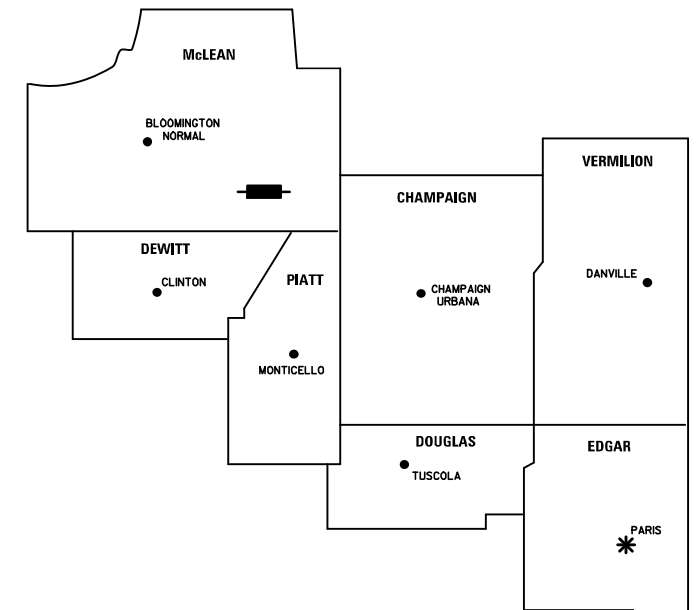 McLEAN
BLOOMINGTON
NORMAL
VERMILION
CHAMPAIGN
DEWITT
PIATT
CLINTON
DANVILLE
CHAMPAIGN
URBANA
MONTICELLO
DOUGLAS
EDGAR
TUSCOLA
PARIS